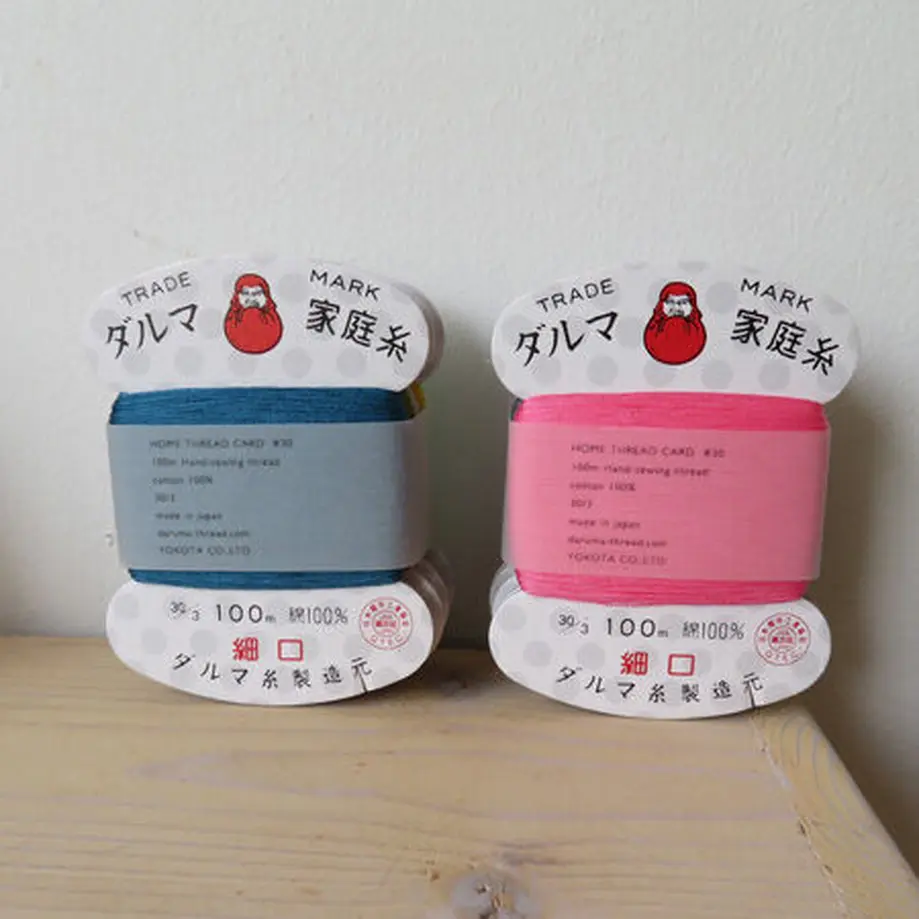 TRADE MARK
ダルマ 家庭糸
HOME THREAD CARD #30
100m Hand-sewing thread
cotton 100%
30/3
made in Japan
daruma-thread.com
YOKOTA CO.,LTD
30/3 100m 綿100%
細口
ダルマ糸製造元
TRADE MARK
ダルマ 家庭糸
HOME THREAD CARD #30
100m Hand-sewing thread
cotton 100%
30/3
made in Japan
daruma-thread.com
YOKOTA CO.,LTD
30/3 100m 綿100%
細口
ダルマ糸製造元